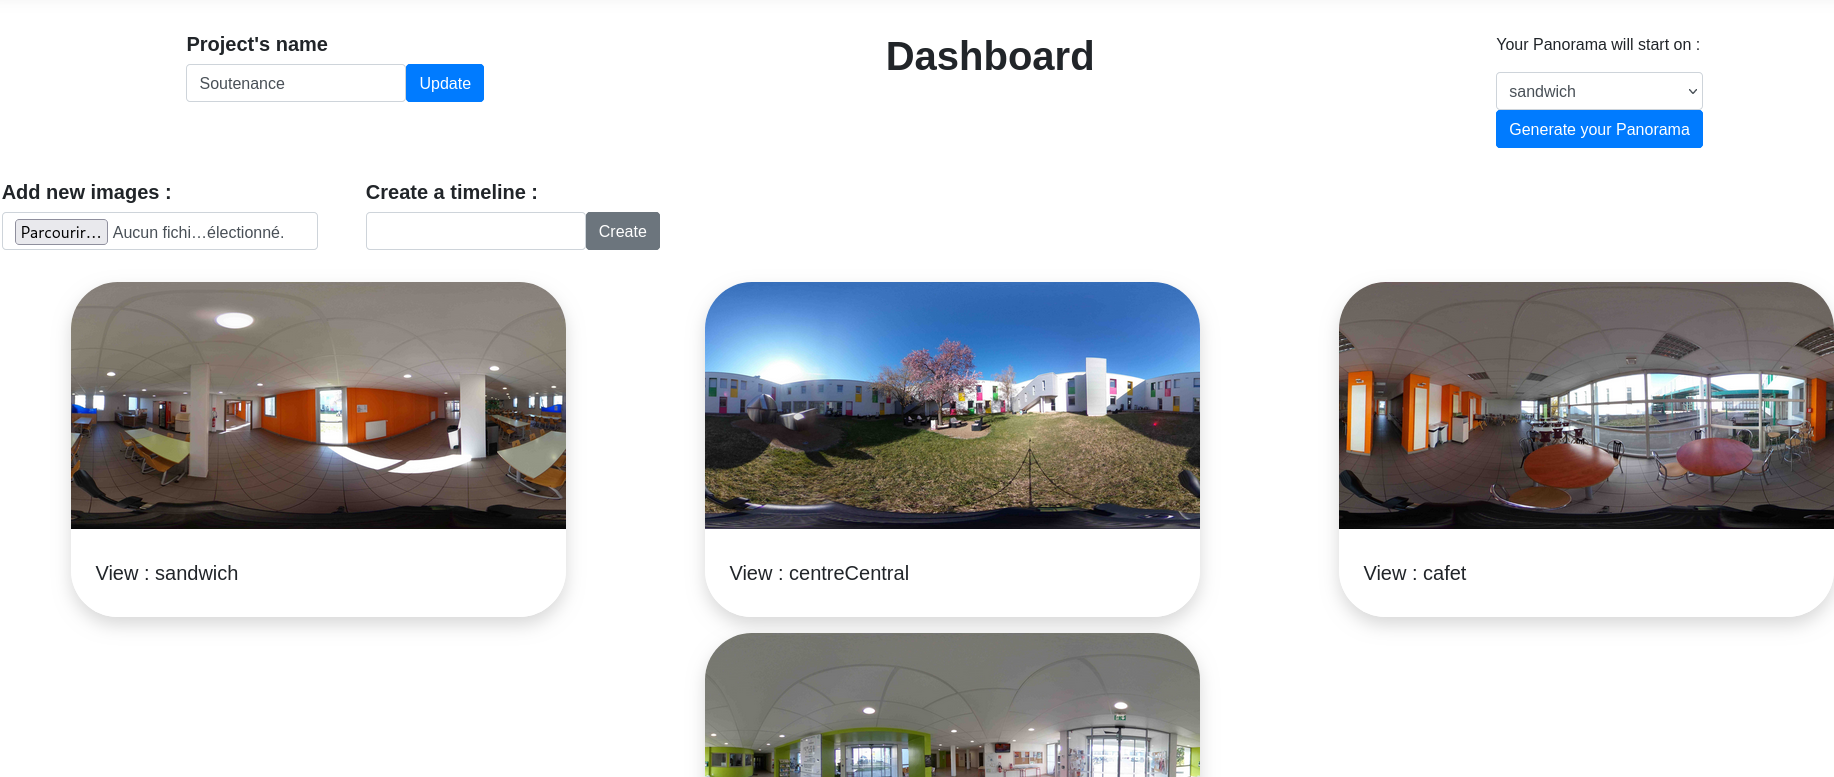 Project's name
Soutenance
Update
Dashboard
Your Panorama will start on :
sandwich
Generate your Panorama
Add new images :
Parcourir...
Aucun fichi...électionné.
Create a timeline :
Create
View : sandwich
View : centreCentral
View : cafet